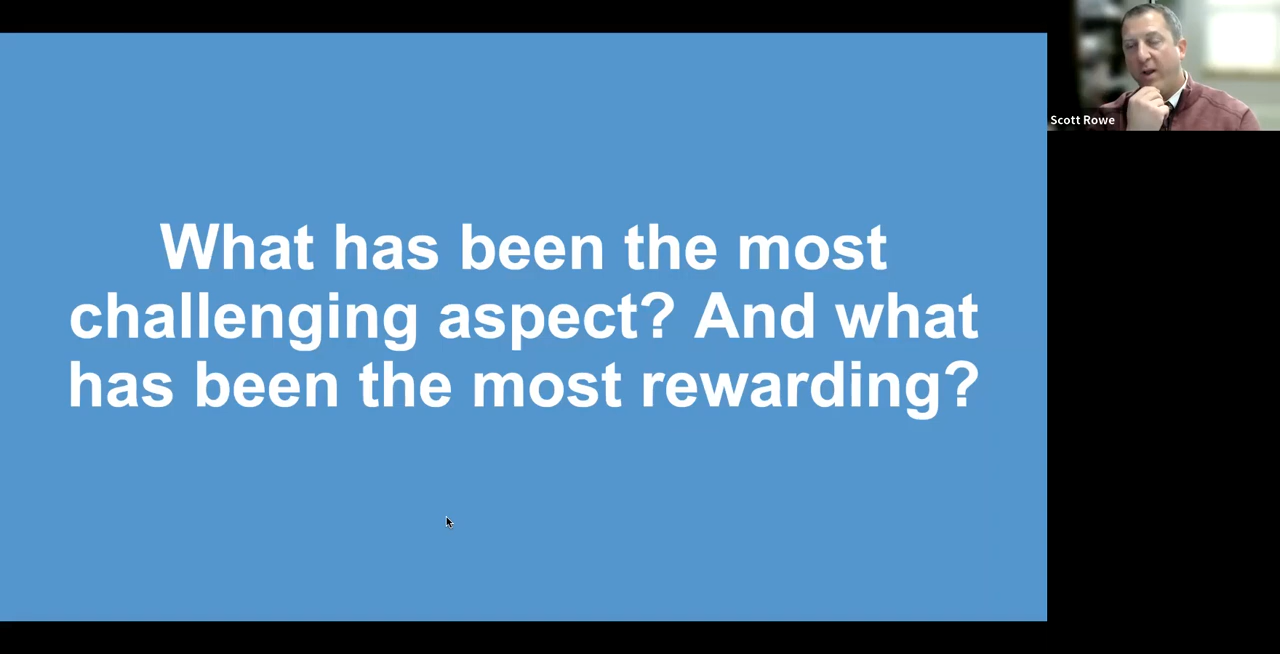 What has been the most
challenging aspect? And what
has been the most rewarding?
Scott Rowe